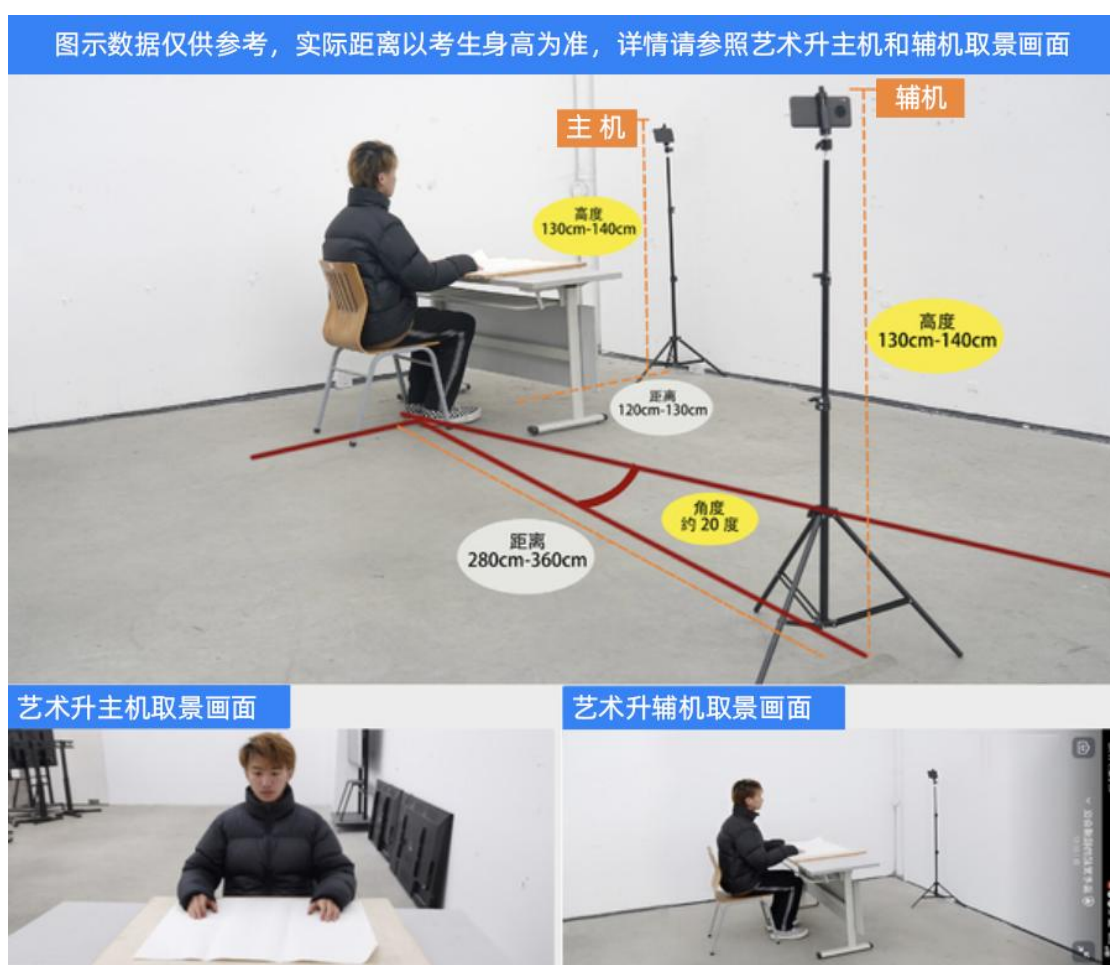 图示数据仅供参考，实际距离以考生身高为准，详情请参照艺术升主机和辅机取景画面
辅机
主 机
高度
130cm-140cm
高度
130cm-140cm
距离
120cm-130cm
角度
约 20 度
距离
280cm-360cm
艺术升主机取景画面
艺术升辅机取景画面